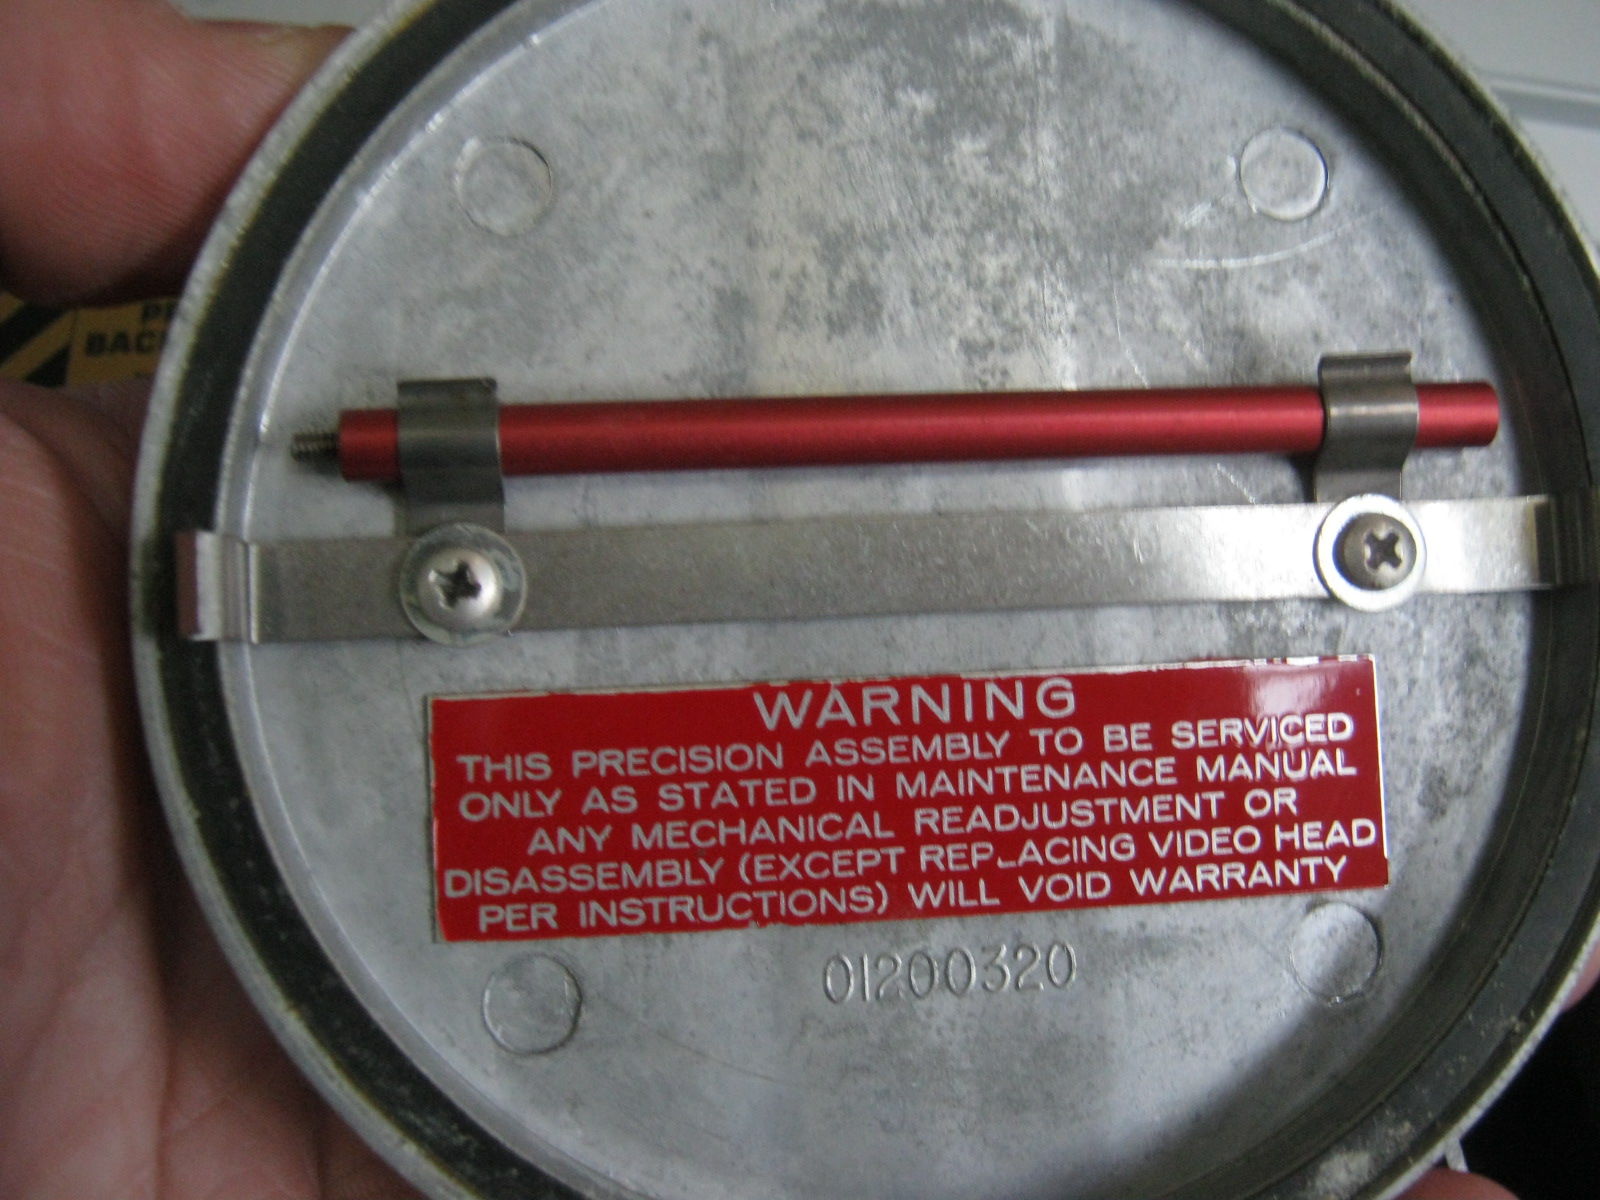 BAC
WARNING
THIS PRECISION ASSEMBLY TO BE SERVICED
ONLY AS STATED IN MAINTENANCE MANUAL
ANY MECHANICAL READJUSTMENT OR
DISASSEMBLY (EXCEPT REPLACING VIDEO HEAD
PER INSTRUCTIONS) WILL VOID WARRANTY
01200320